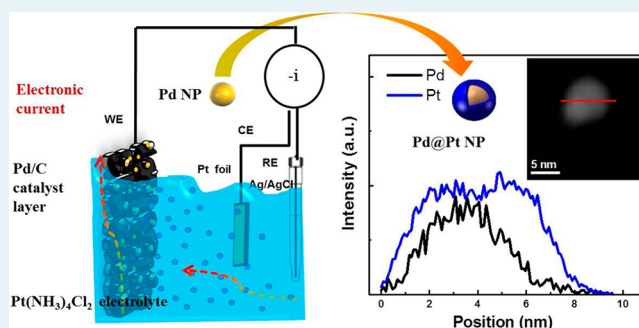 Electronic
current
WE
Pd/C
catalyst
layer
Pt(NH₃)₄Cl₂ electrolyte
Pd NP
-i
CE
Pt foil
RE
Ag/AgCl
Intensity (a.u.)
Pd
Pt
Pd@Pt NP
5 nm
0 2 4 6 8 10
Position (nm)